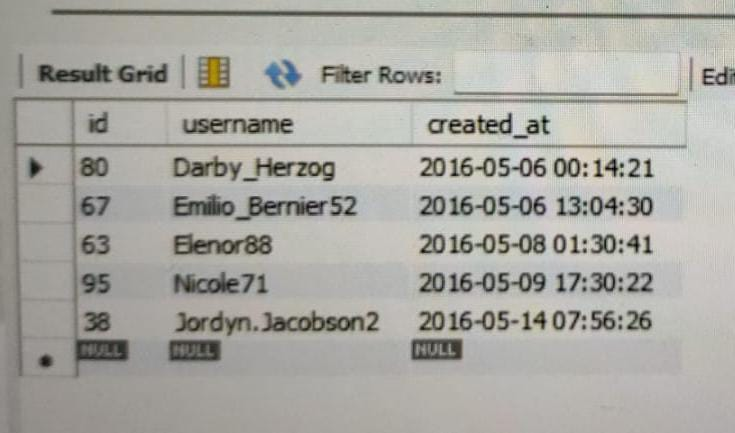 Result Grid Filter Rows: Edi
id username created_at
80 Darby_Herzog 2016-05-06 00:14:21
67 Emilio_Bernier52 2016-05-06 13:04:30
63 Elenor88 2016-05-08 01:30:41
95 Nicole71 2016-05-09 17:30:22
38 Jordyn.Jacobson2 2016-05-14 07:56:26
NULL NULL NULL